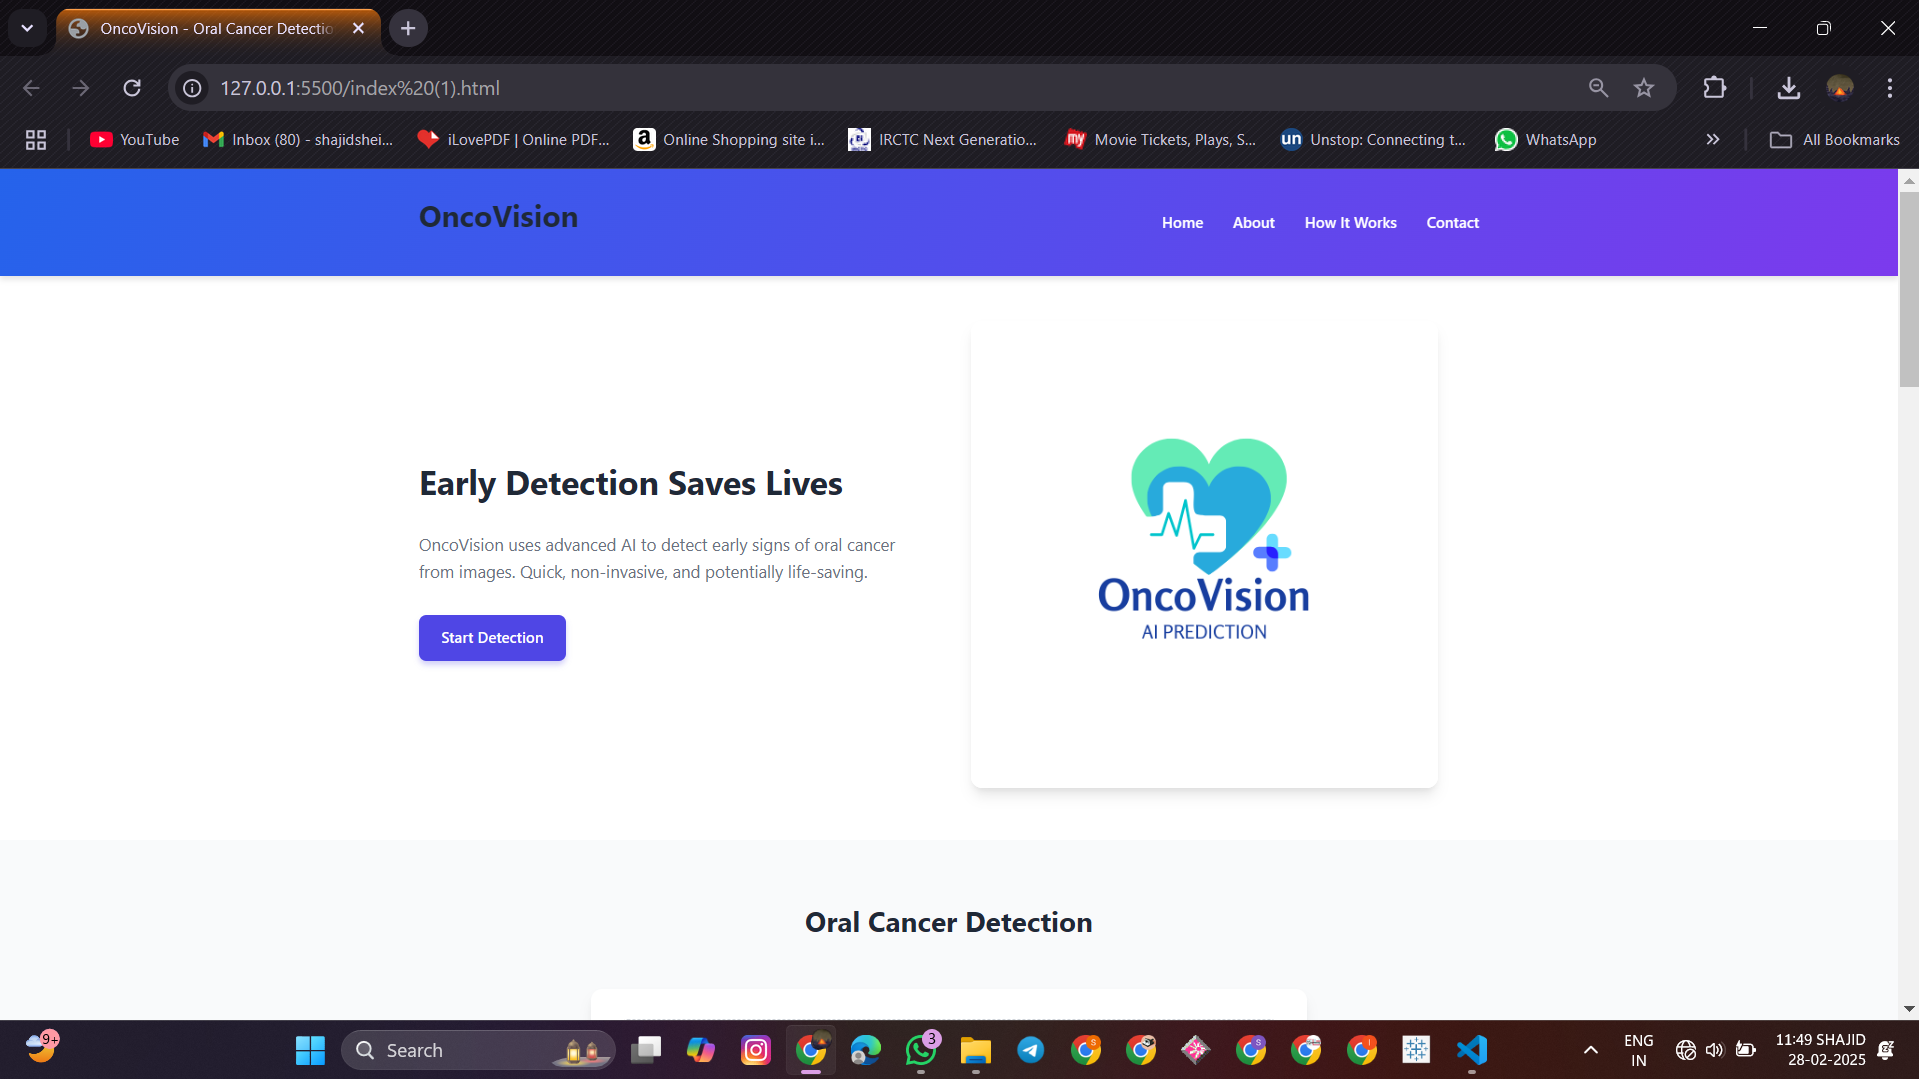 OncoVision - Oral Cancer Detectio
127.0.0.1:5500/index%20(1).html
YouTube
Inbox (80) - shajidshei...
iLovePDF | Online PDF...
a
Online Shopping site i...
IRCTC Next Generatio...
my
Movie Tickets, Plays, S...
un
Unstop: Connecting t...
WhatsApp
All Bookmarks
OncoVision
Home
About
How It Works
Contact
Early Detection Saves Lives
OncoVision uses advanced AI to detect early signs of oral cancer
from images. Quick, non-invasive, and potentially life-saving.
Start Detection
OncoVision
AI PREDICTION
Oral Cancer Detection
9+
Search
3
S
S
i
ENG
IN
11:49 SHAJID
28-02-2025